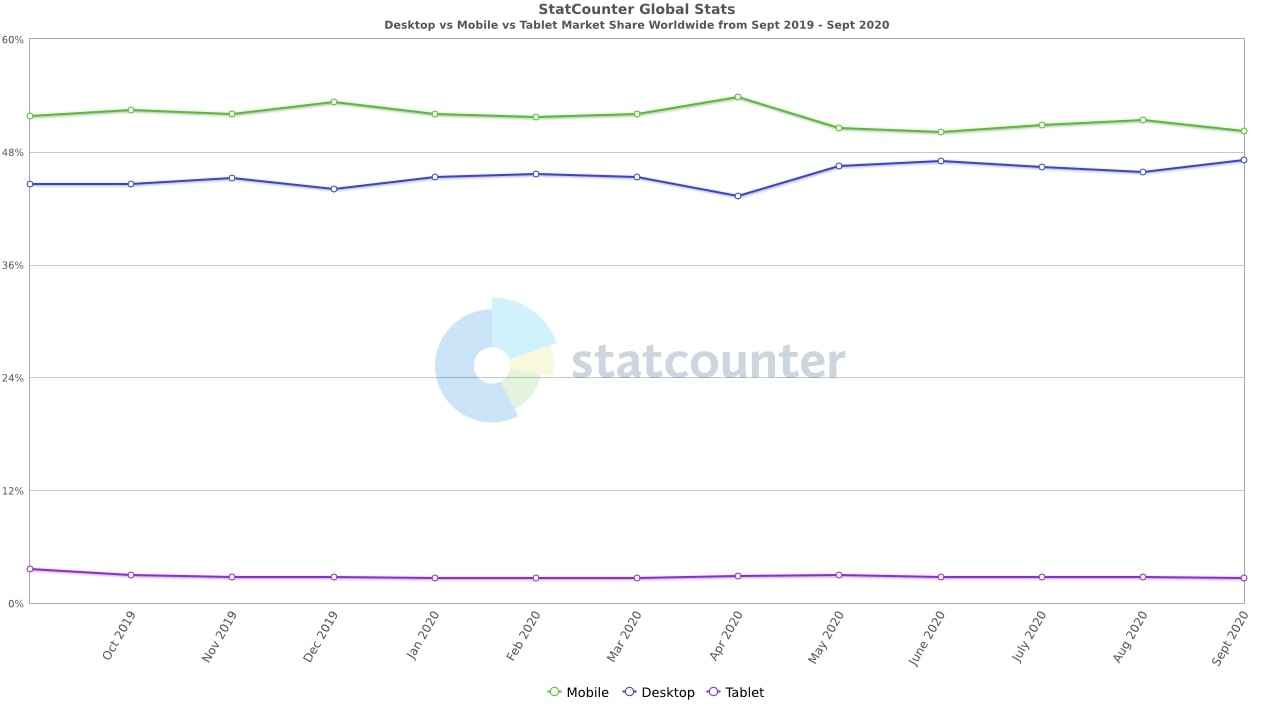 StatCounter Global Stats
Desktop vs Mobile vs Tablet Market Share Worldwide from Sept 2019 - Sept 2020
60%
48%
36%
24%
12%
0%
statcounter
Oct 2019
Nov 2019
Dec 2019
Jan 2020
Feb 2020
Mar 2020
Apr 2020
May 2020
June 2020
July 2020
Aug 2020
Sept 2020
Mobile Desktop Tablet